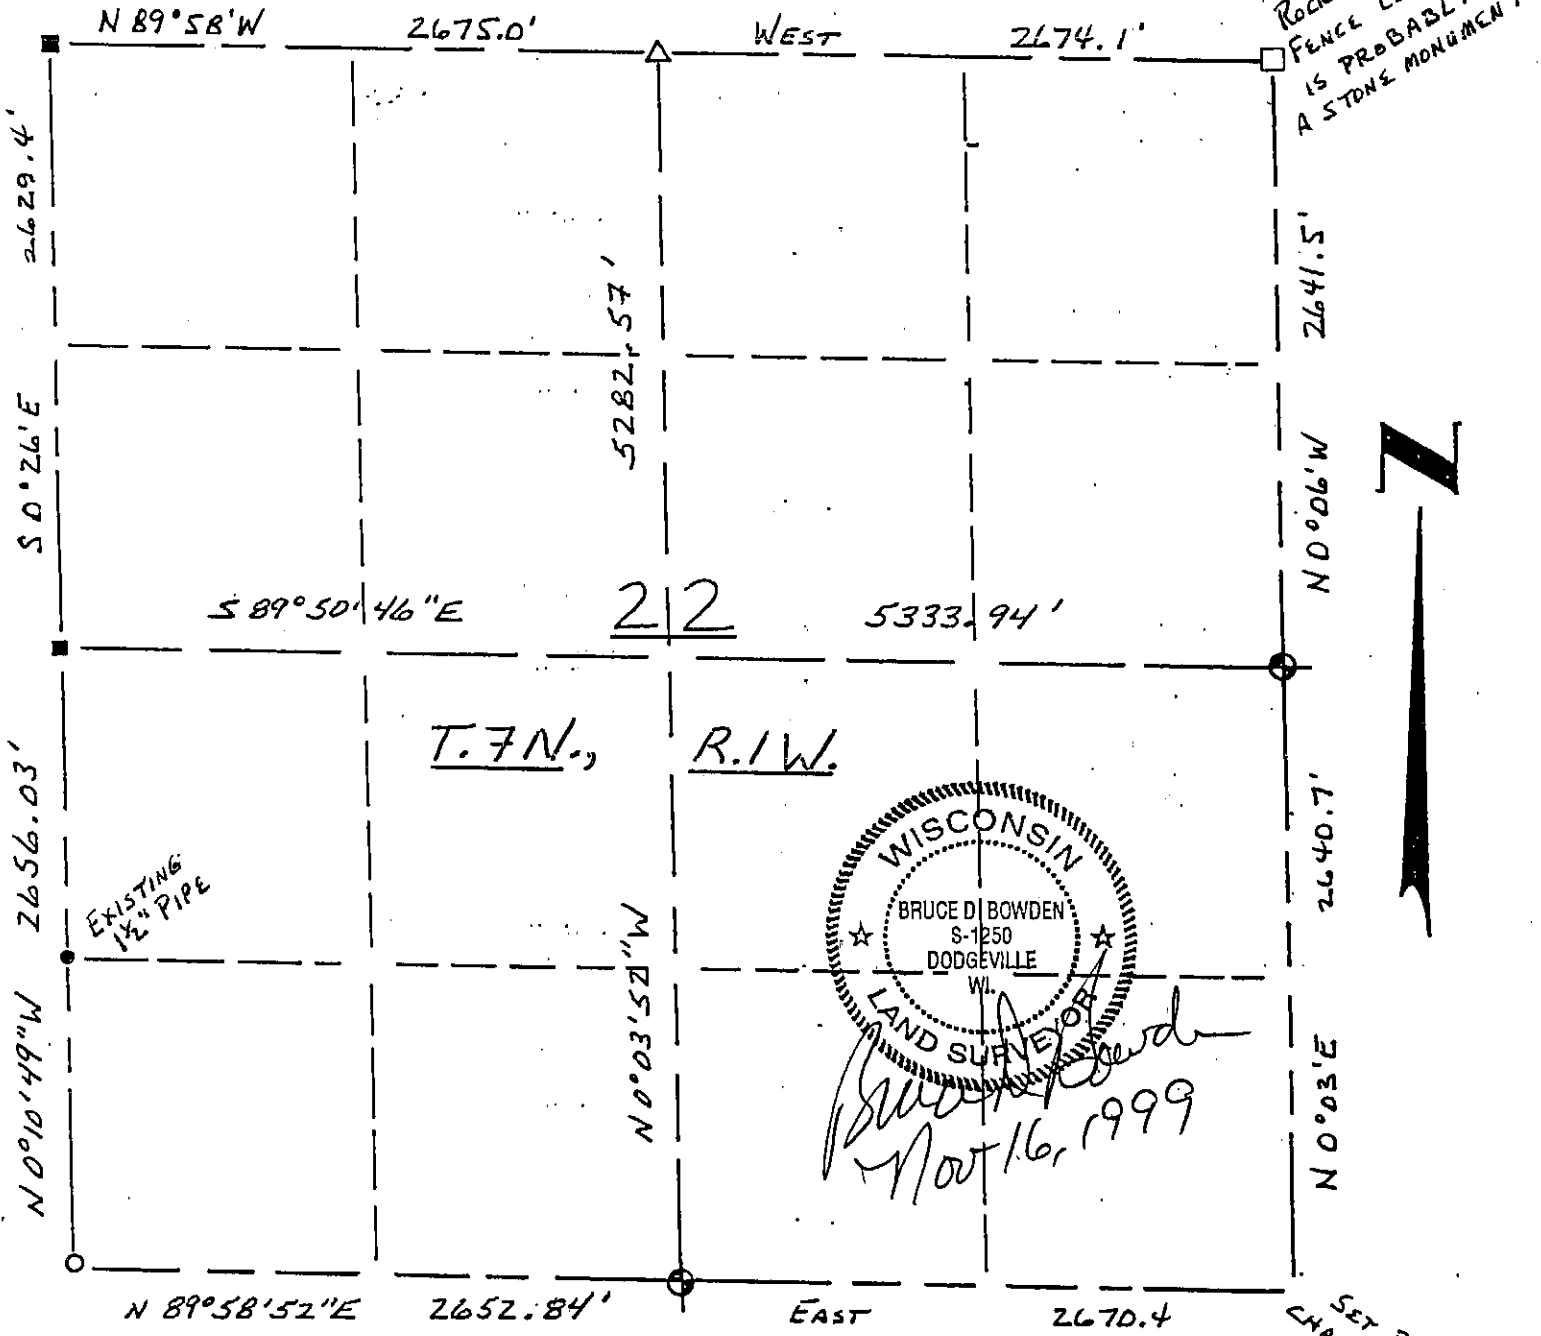 N 89°58'W 2675.0' WEST 2674.1'
FENCE
IS PROBABLY
A STONE MONUMENT
2629.4'
S 0°26'E
5282.57'
2641.5'
N 0°06'W
N
S 89°50'46"E 22 5333.94'
T.7N., R.1W.
2656.03'
EXISTING
1½" PIPE
N 0°10'49"W
N 0°03'52"W
WISCONSIN
BRUCE D. BOWDEN
S-1250
DODGEVILLE
WI.
LAND SURVEYOR
Bruce D Bowden
Nov 16, 1999
2640.7'
N 0°03'E
N 89°58'52"E 2652.84' EAST 2670.4
SET